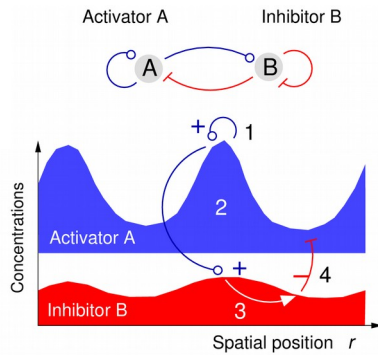 Activator A
Inhibitor B
A
B
+
1
2
Activator A
+
4
3
Inhibitor B
Concentrations
Spatial position r